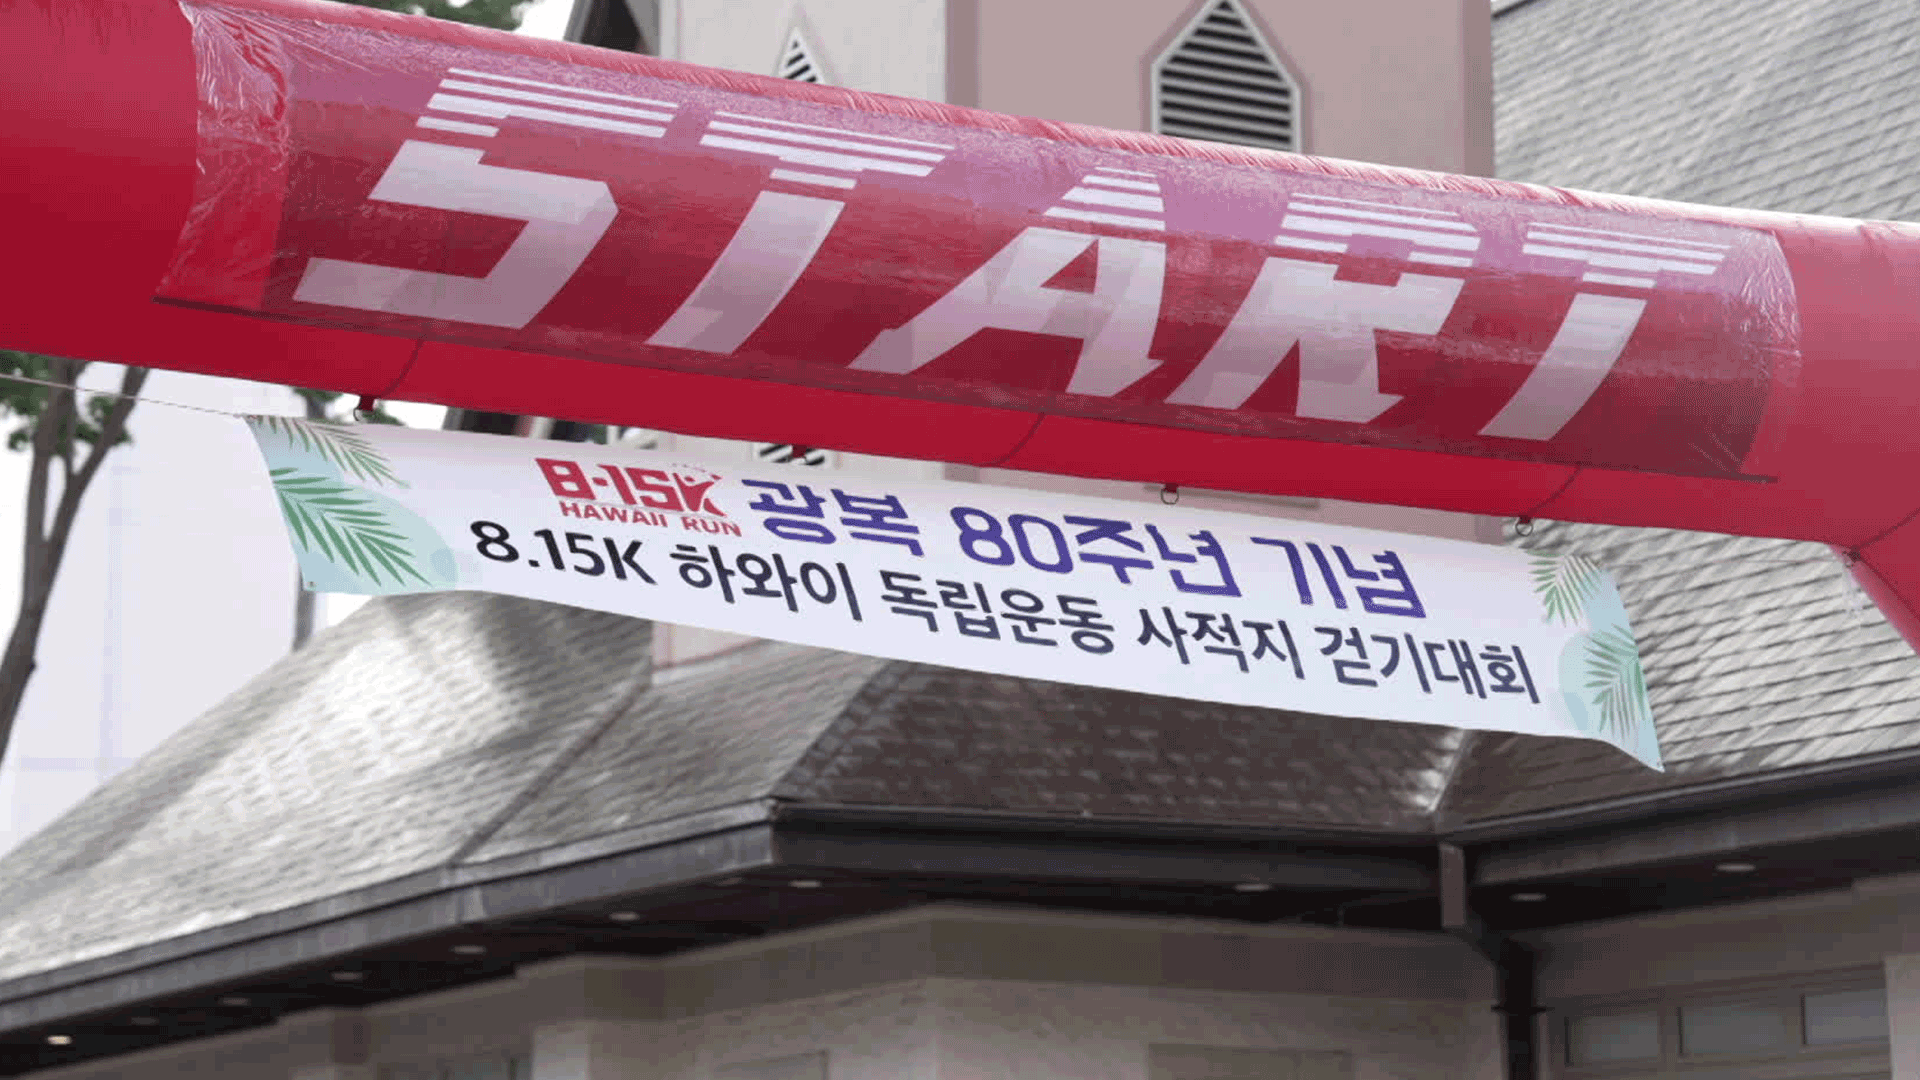 START
8·15K 광복 80주년 기념
HAWAII RUN
8.15K 하와이 독립운동 사적지 걷기대회